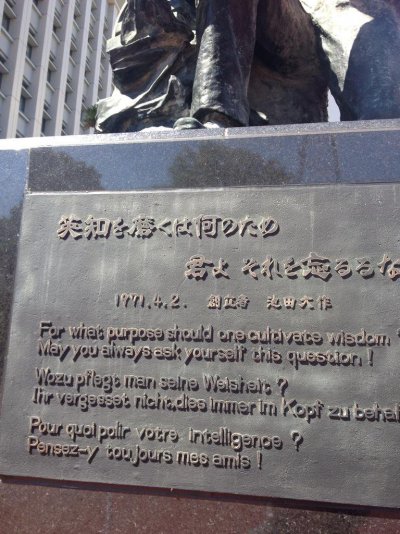 英知を磨くは何のため
君よ それを忘るるな
1971.4.2. 創立者 池田大作
For what purpose should one cultivate wisdom ?
May you always ask yourself this question !
Wozu pflegt man seine Weisheit ?
Ihr vergesset nicht,dies immer im Kopf zu
Pour quoi polir votre intelligence ?
Pensez-y toujours mes amis !